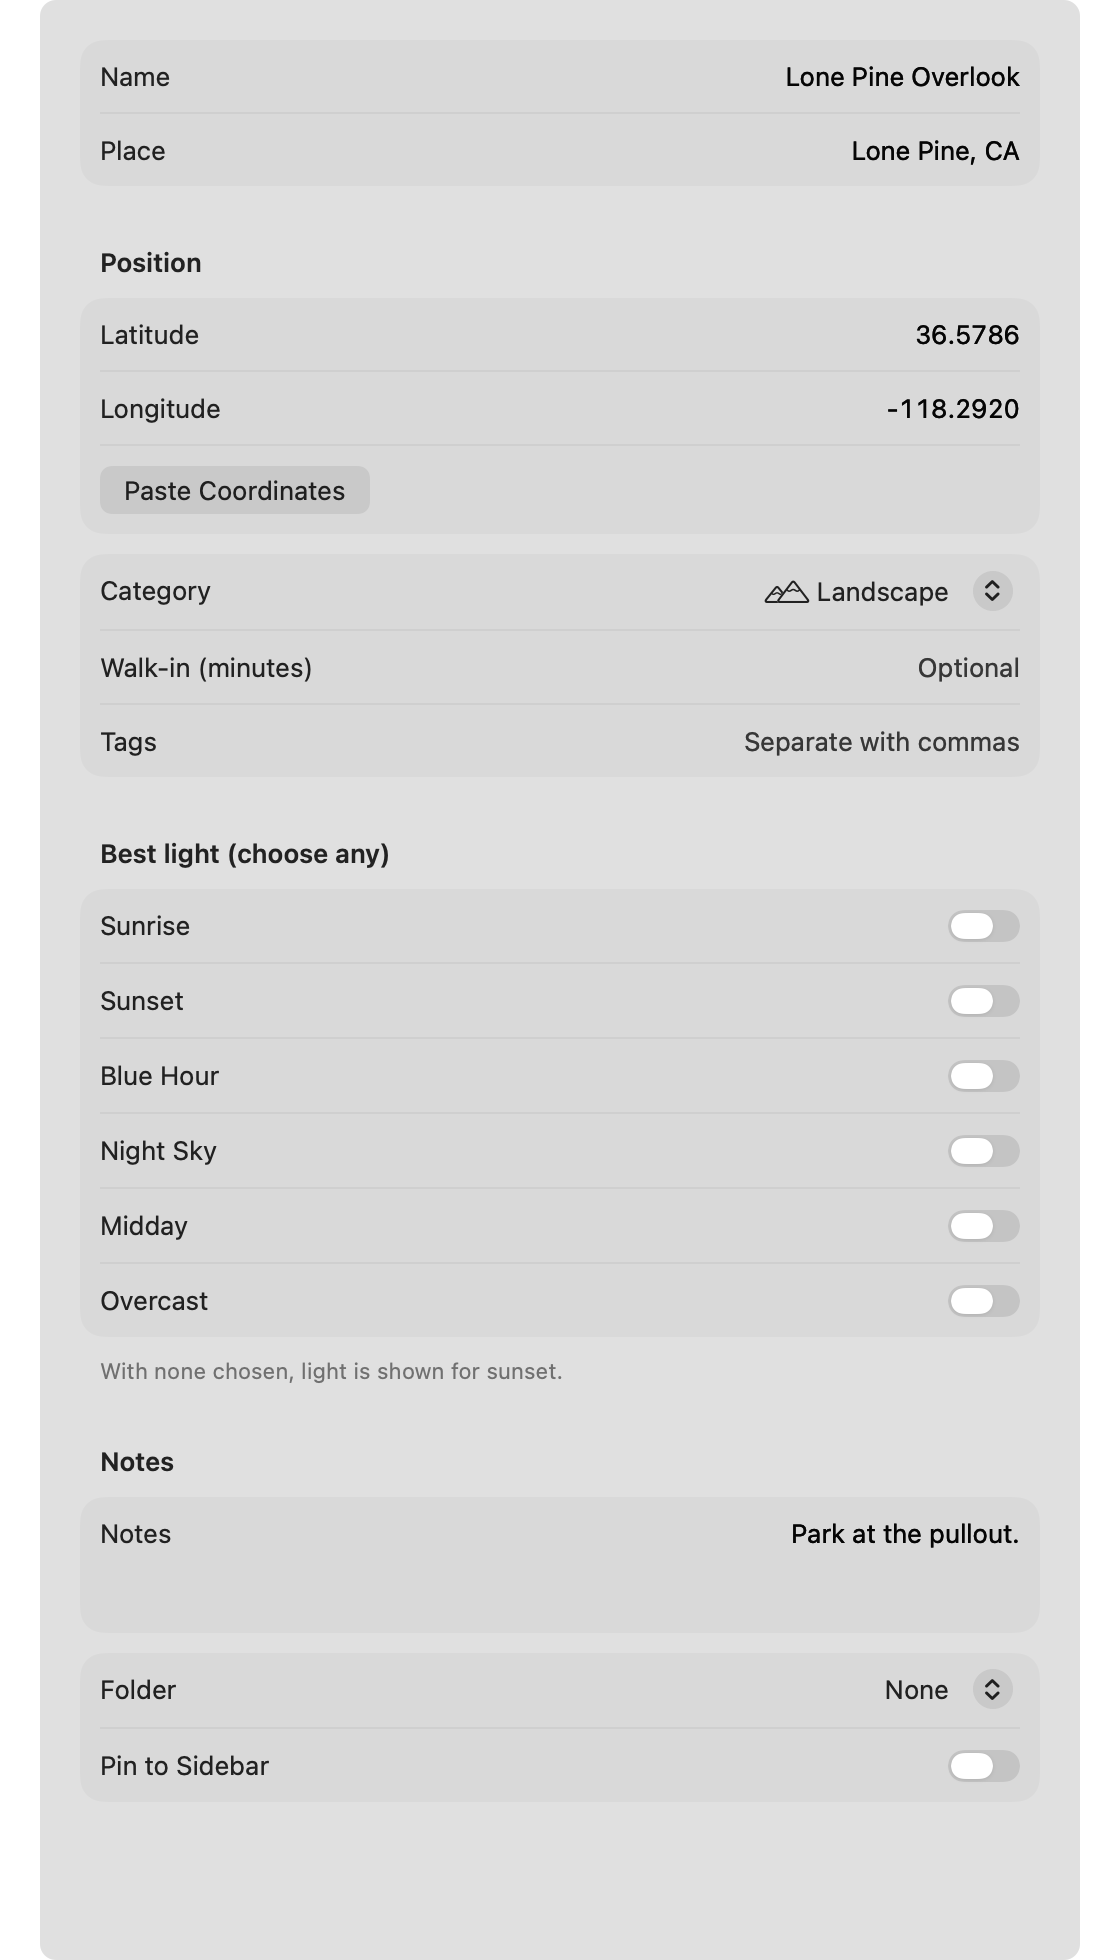 Name Lone Pine Overlook
Place Lone Pine, CA
Position
Latitude 36.5786
Longitude -118.2920
Paste Coordinates
Category Landscape
Walk-in (minutes) Optional
Tags Separate with commas
Best light (choose any)
Sunrise
Sunset
Blue Hour
Night Sky
Midday
Overcast
With none chosen, light is shown for sunset.
Notes
Notes Park at the pullout.
Folder None
Pin to Sidebar